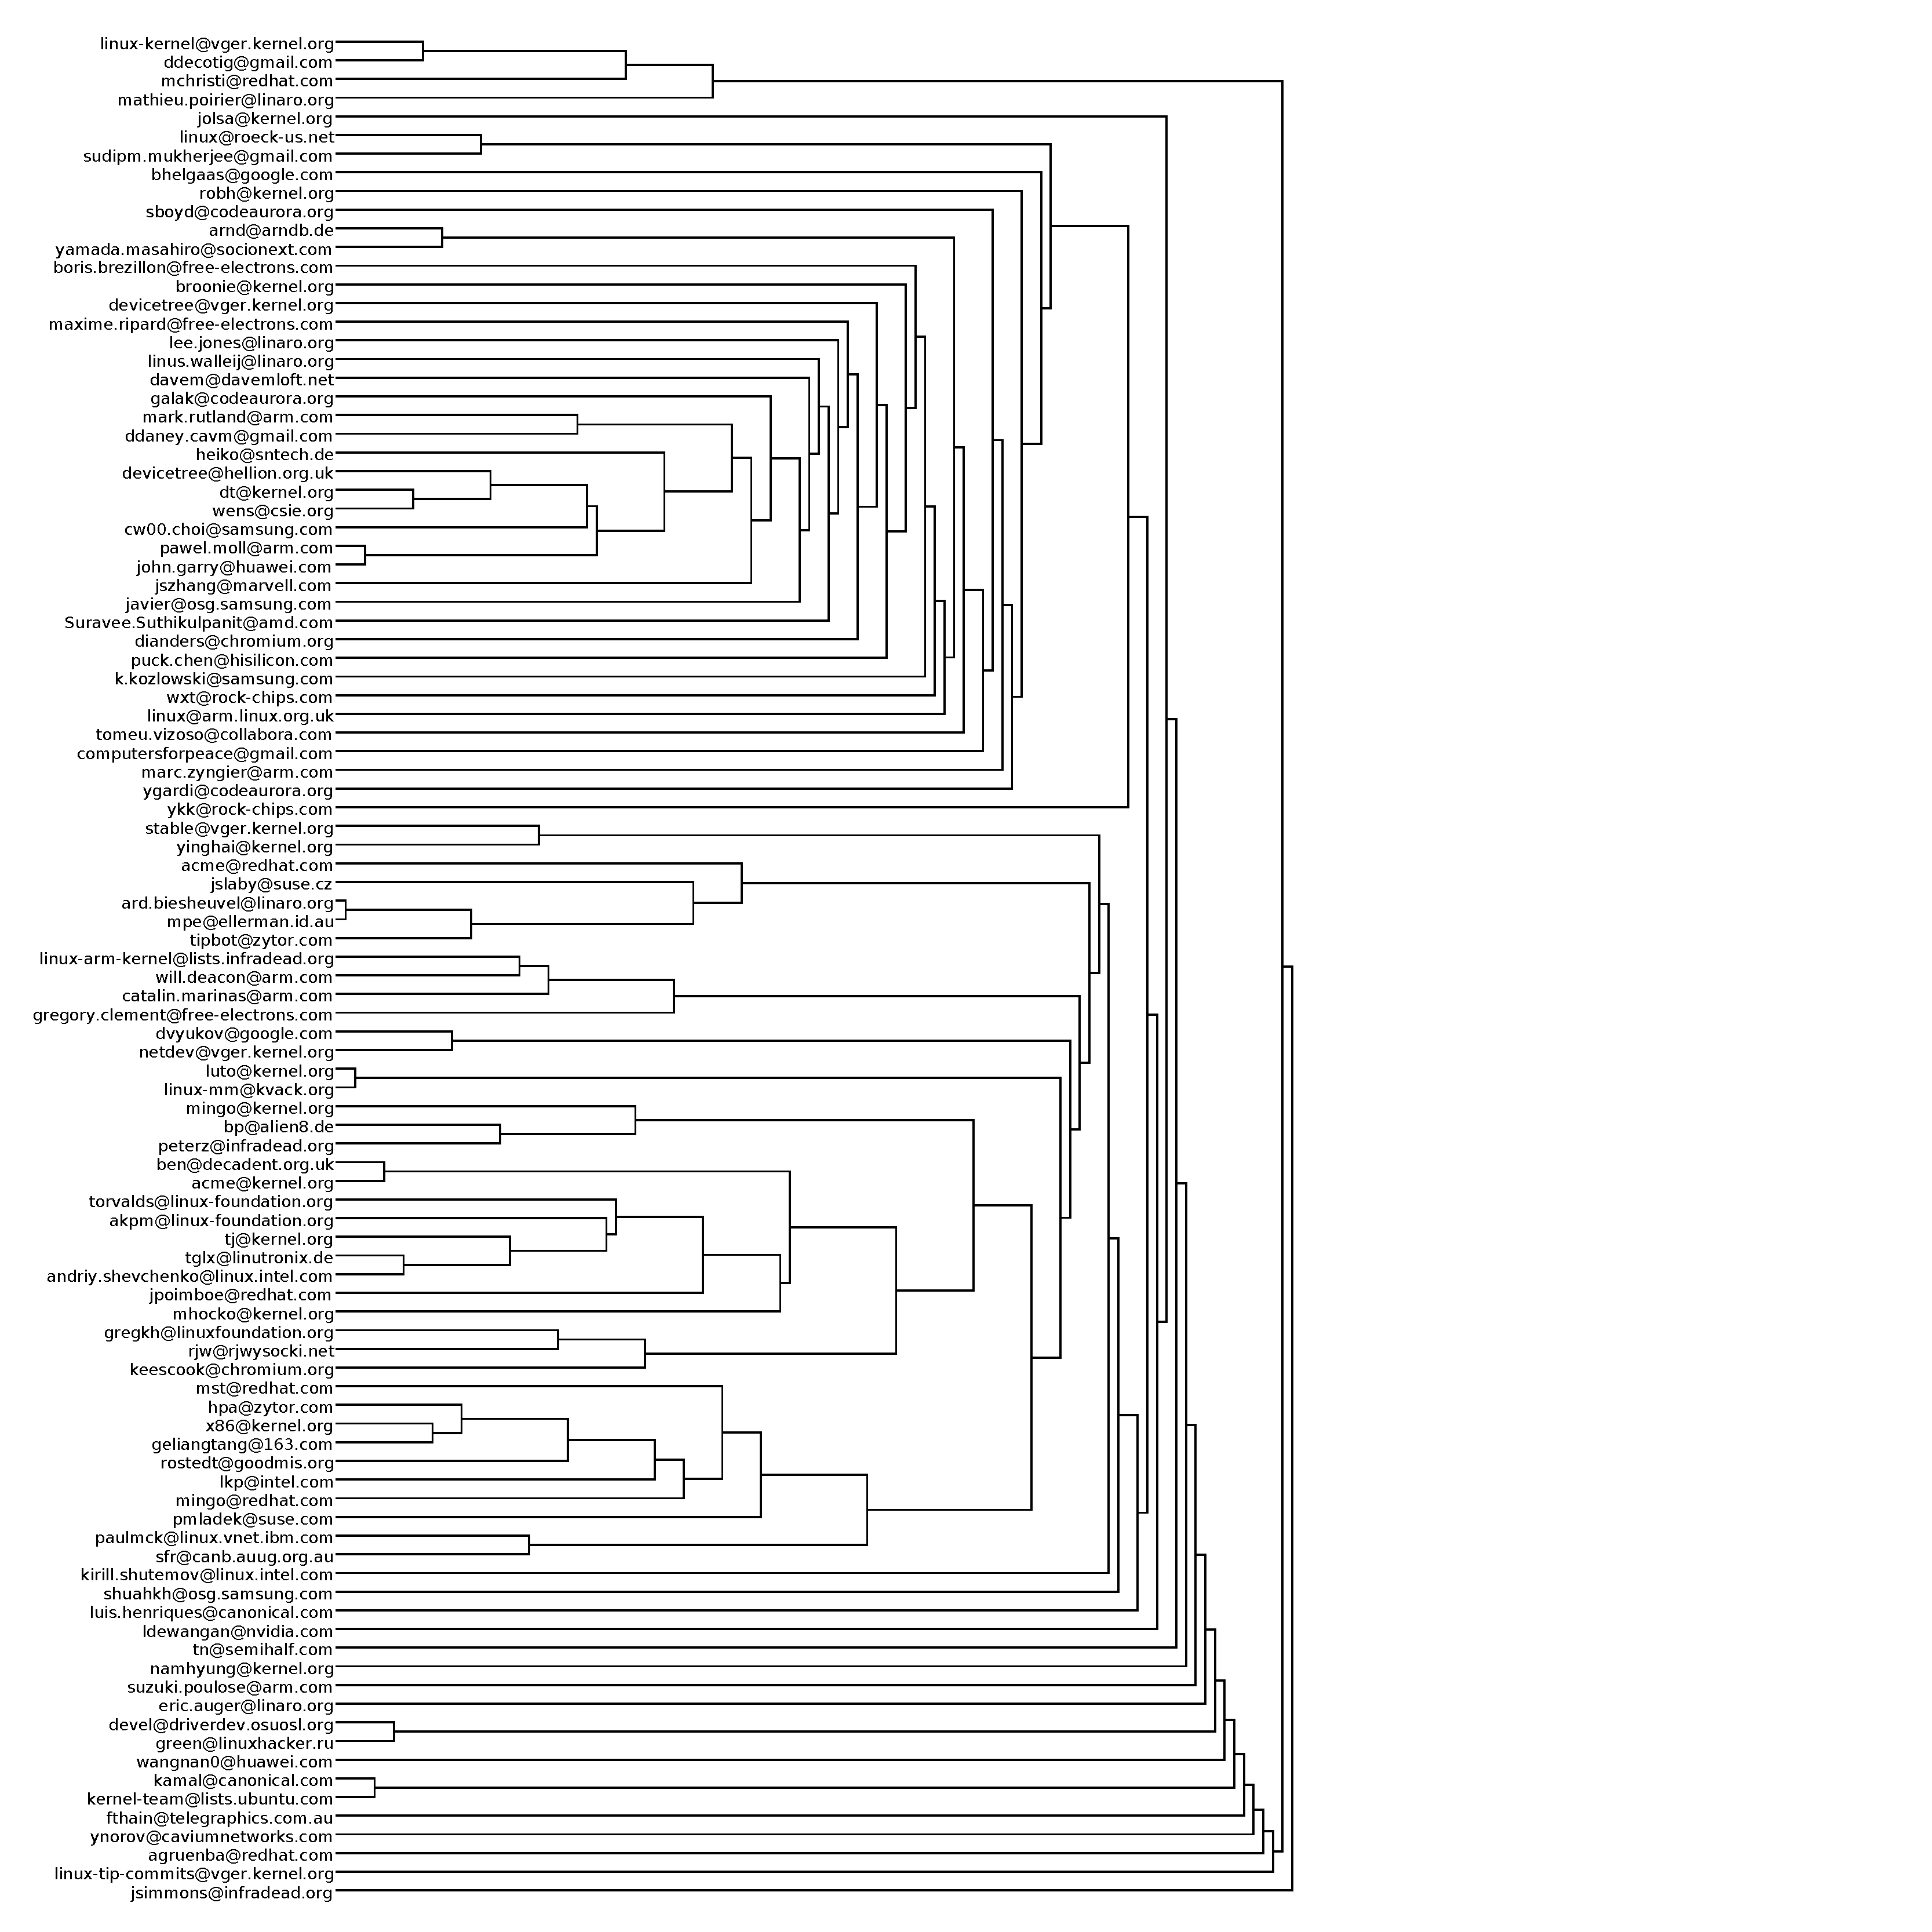 linux-kernel@vger.kernel.org
ddecotig@gmail.com
mchristi@redhat.com
mathieu.poirier@linaro.org
jolsa@kernel.org
linux@roeck-us.net
sudipm.mukherjee@gmail.com
bhelgaas@google.com
robh@kernel.org
sboyd@codeaurora.org
arnd@arndb.de
yamada.masahiro@socionext.com
boris.brezillon@free-electrons.com
broonie@kernel.org
devicetree@vger.kernel.org
maxime.ripard@free-electrons.com
lee.jones@linaro.org
linus.walleij@linaro.org
davem@davemloft.net
galak@codeaurora.org
mark.rutland@arm.com
ddaney.cavm@gmail.com
heiko@sntech.de
devicetree@hellion.org.uk
dt@kernel.org
wens@csie.org
cw00.choi@samsung.com
pawel.moll@arm.com
john.garry@huawei.com
jszhang@marvell.com
javier@osg.samsung.com
Suravee.Suthikulpanit@amd.com
dianders@chromium.org
puck.chen@hisilicon.com
k.kozlowski@samsung.com
wxt@rock-chips.com
linux@arm.linux.org.uk
tomeu.vizoso@collabora.com
computersforpeace@gmail.com
marc.zyngier@arm.com
ygardi@codeaurora.org
ykk@rock-chips.com
stable@vger.kernel.org
yinghai@kernel.org
acme@redhat.com
jslaby@suse.cz
ard.biesheuvel@linaro.org
mpe@ellerman.id.au
tipbot@zytor.com
linux-arm-kernel@lists.infradead.org
will.deacon@arm.com
catalin.marinas@arm.com
gregory.clement@free-electrons.com
dvyukov@google.com
netdev@vger.kernel.org
luto@kernel.org
linux-mm@kvack.org
mingo@kernel.org
bp@alien8.de
peterz@infradead.org
ben@decadent.org.uk
acme@kernel.org
torvalds@linux-foundation.org
akpm@linux-foundation.org
tj@kernel.org
tglx@linutronix.de
andriy.shevchenko@linux.intel.com
jpoimboe@redhat.com
mhocko@kernel.org
gregkh@linuxfoundation.org
rjw@rjwysocki.net
keescook@chromium.org
mst@redhat.com
hpa@zytor.com
x86@kernel.org
geliangtang@163.com
rostedt@goodmis.org
lkp@intel.com
mingo@redhat.com
pmladek@suse.com
paulmck@linux.vnet.ibm.com
sfr@canb.auug.org.au
kirill.shutemov@linux.intel.com
shuahkh@osg.samsung.com
luis.henriques@canonical.com
ldewangan@nvidia.com
tn@semihalf.com
namhyung@kernel.org
suzuki.poulose@arm.com
eric.auger@linaro.org
devel@driverdev.osuosl.org
green@linuxhacker.ru
wangnan0@huawei.com
kamal@canonical.com
kernel-team@lists.ubuntu.com
fthain@telegraphics.com.au
ynorov@caviumnetworks.com
agruenba@redhat.com
linux-tip-commits@vger.kernel.org
jsimmons@infradead.org